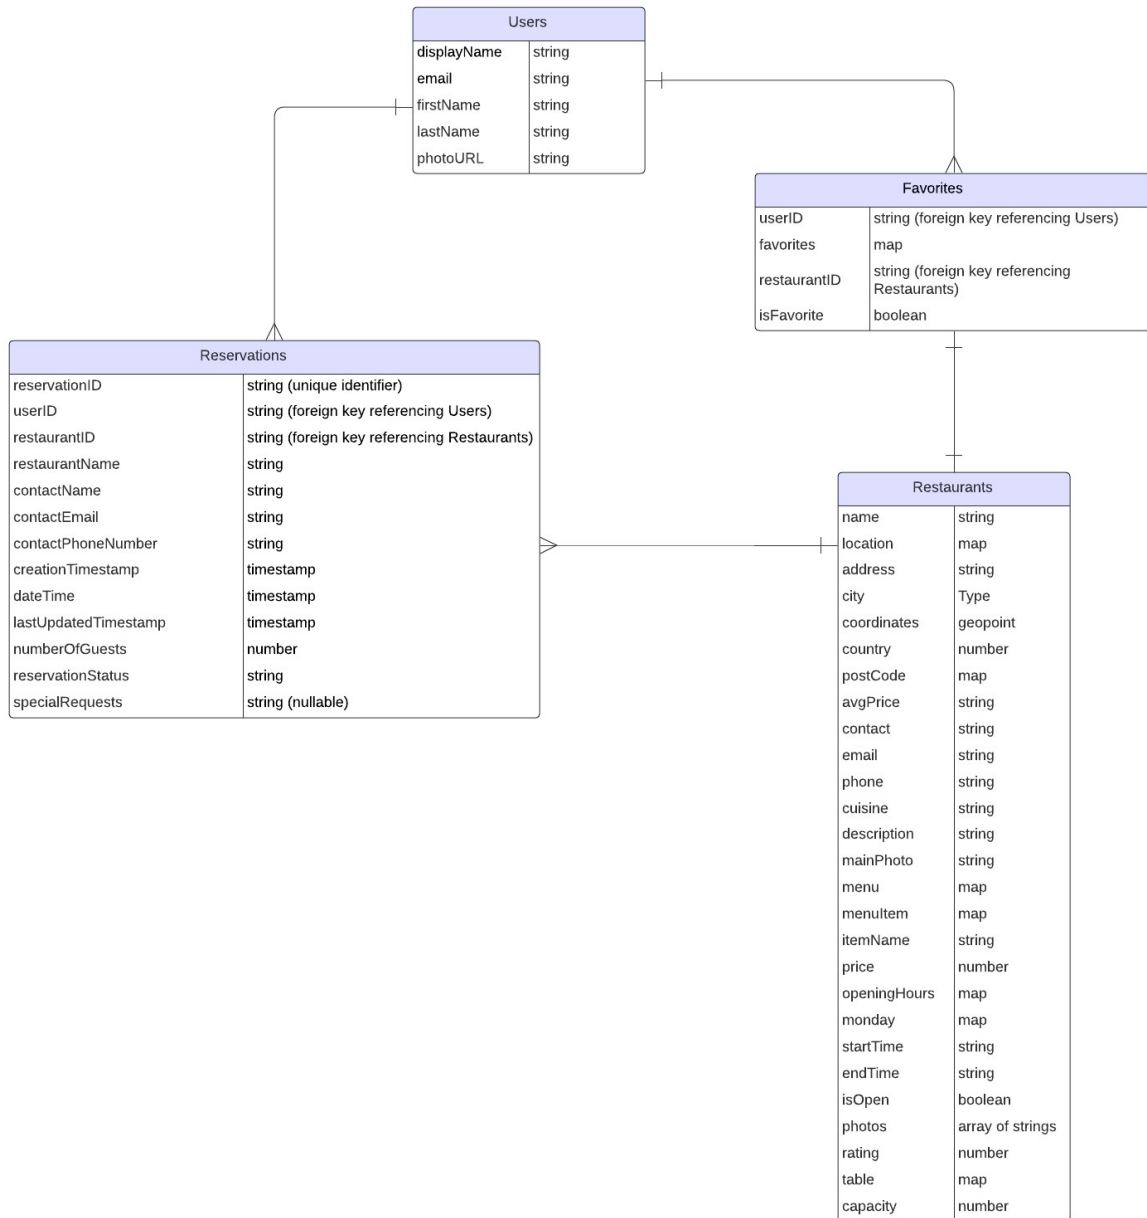 Users
displayName string
email string
firstName string
lastName string
photoURL string
Favorites
userID string (foreign key referencing Users)
favorites map
restaurantID string (foreign key referencing
Restaurants)
isFavorite boolean
Reservations
reservationID string (unique identifier)
userID string (foreign key referencing Users)
restaurantID string (foreign key referencing Restaurants)
restaurantName string
contactName string
contactEmail string
contactPhoneNumber string
creationTimestamp timestamp
dateTime timestamp
lastUpdatedTimestamp timestamp
numberOfGuests number
reservationStatus string
specialRequests string (nullable)
Restaurants
name string
location map
address string
city Type
coordinates geopoint
country number
postCode map
avgPrice string
contact string
email string
phone string
cuisine string
description string
mainPhoto string
menu map
menuItem map
itemName string
price number
openingHours map
monday map
startTime string
endTime string
isOpen boolean
photos array of strings
rating number
table map
capacity number